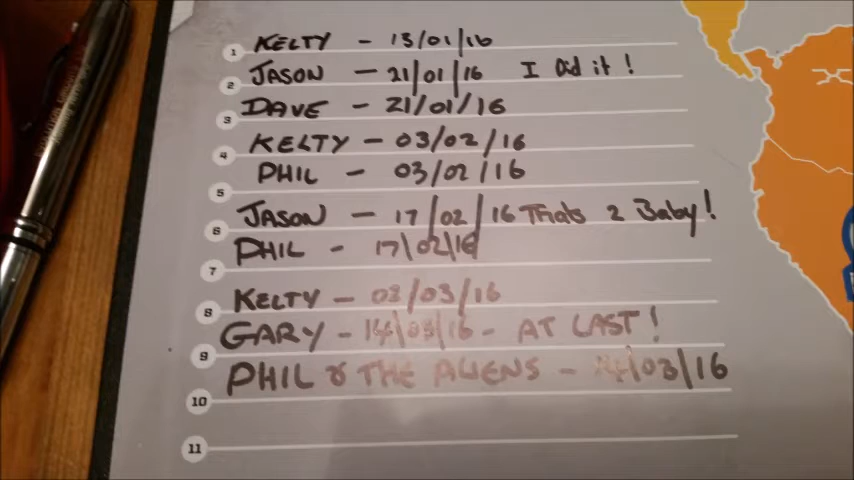 1 KELTY - 13/01/16
2 JASON - 21/01/16 I Did it!
3 DAVE - 21/01/16
4 KELTY - 03/02/16
5 PHIL - 03/02/16
6 JASON - 17/02/16 Thats 2 Baby!
7 PHIL - 17/02/16
8 KELTY - 03/03/16
9 GARY - 14/03/16 - AT LAST!
10 PHIL & THE ALIENS - 14/03/16
11